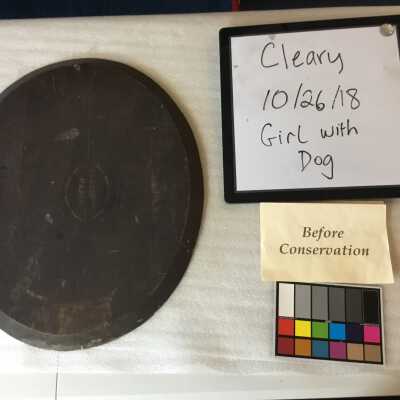 Cleary
10/26/18
Girl with
Dog
Before
Conservation